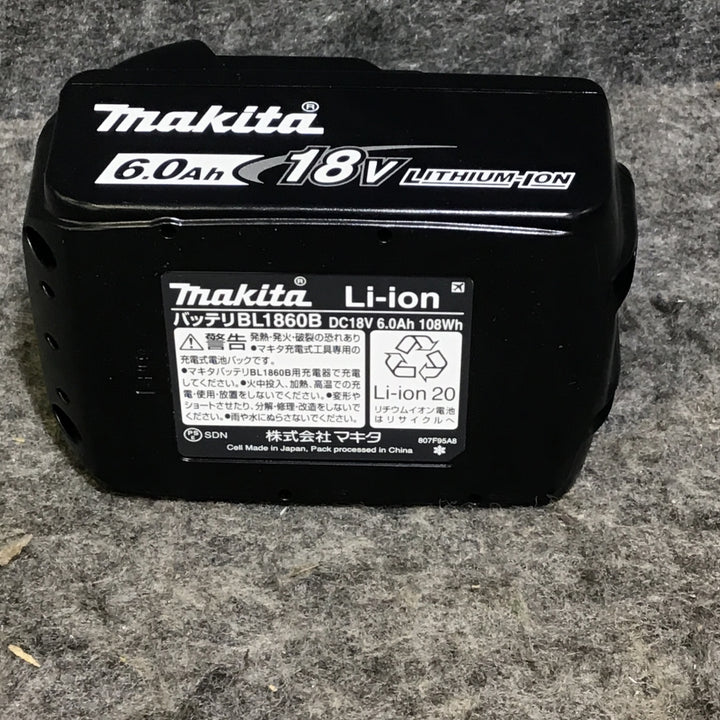 makita®
6.0Ah 18V LITHIUM-ION
makita® Li-ion
バッテリBL1860B DC18V 6.0Ah 108Wh
警告 発熱・発火・破裂の恐れあり
●マキタ充電式工具専用の
充電式電池パックです。
●マキタバッテリBL1860B用充電器で充電
してください。●火中投入、加熱、高温での充
電・使用・放置をしないでください。●変形や
ショートさせたり、分解・修理・改造をしないで
ください。●雨や水にぬらさないでください。
Li-ion 20
リチウムイオン電池
はリサイクルへ
PS E SDN 株式会社マキタ 807F95A8
Cell Made in Japan, Pack processed in China